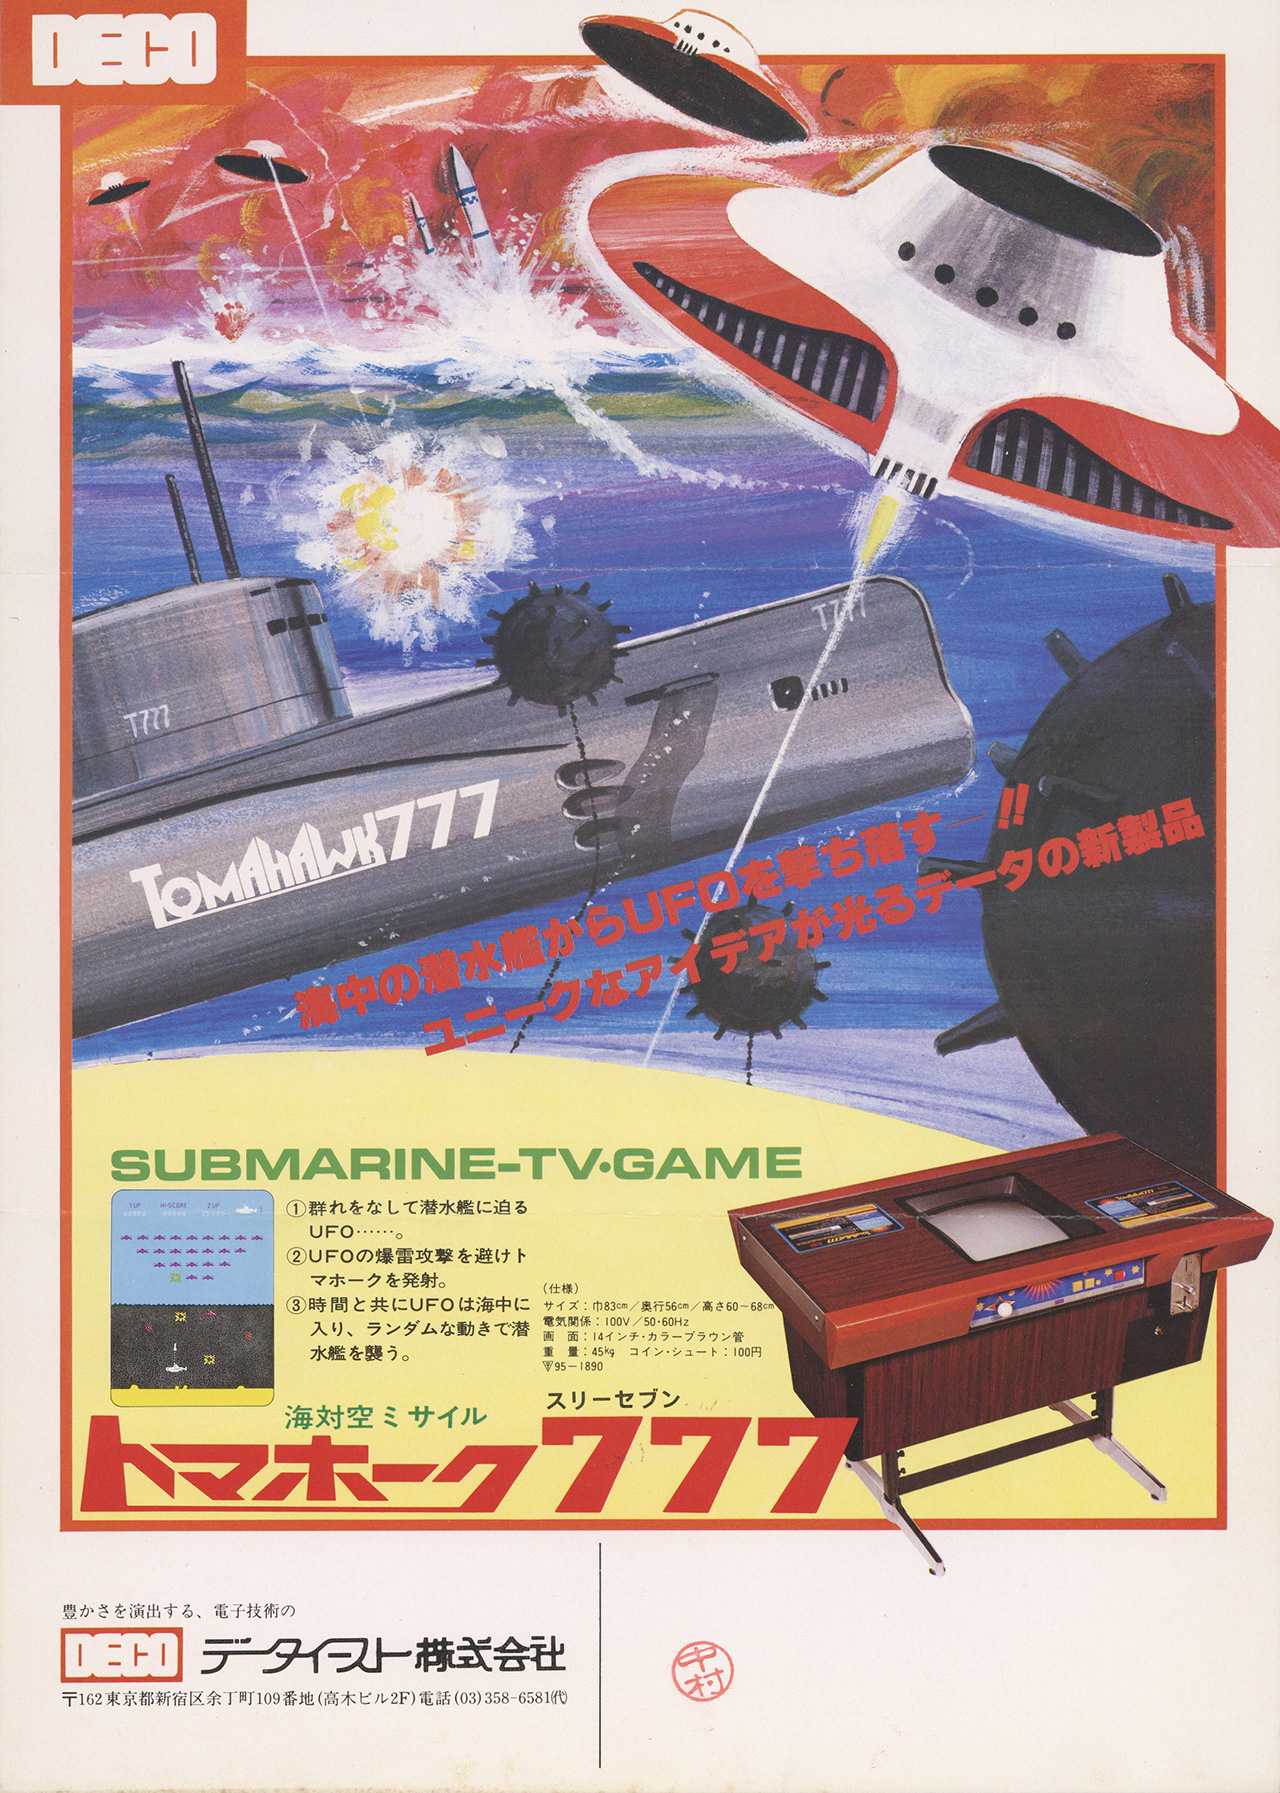 DECO
T777
T777
TOMAHAWK777
海中の潜水艦からUFOを撃ち落す—!!
ユニークなアイデアが光るデータの新製品
SUBMARINE-TV・GAME
1UP HI-SCORE 2UP
①群れをなして潜水艦に迫る
UFO……。
②UFOの爆雷攻撃を避けト
マホークを発射。
③時間と共にUFOは海中に
入り、ランダムな動きで潜
水艦を襲う。
(仕様)
サイズ：巾83cm／奥行56cm／高さ60−68cm
電気関係：100V／50・60Hz
画　面：14インチ・カラーブラウン管
重　量：45kg　コイン・シュート：100円
95−1890
海対空ミサイル
スリーセブン
トマホーク777
豊かさを演出する、電子技術の
DECO データイースト株式会社
〒162 東京都新宿区余丁町109番地(高木ビル2F)電話(03)358-6581(代)
中村